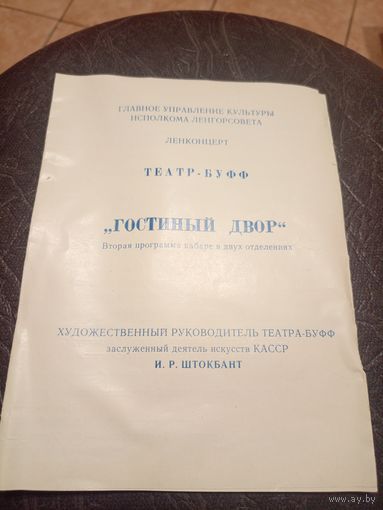 ГЛАВНОЕ УПРАВЛЕНИЕ КУЛЬТУРЫ
ИСПОЛКОМА ЛЕНГОРСОВЕТА
ЛЕНКОНЦЕРТ
ТЕАТР-БУФФ
„ГОСТИНЫЙ ДВОР“
Вторая программа кабаре в двух отделениях
ХУДОЖЕСТВЕННЫЙ РУКОВОДИТЕЛЬ ТЕАТРА-БУФФ
заслуженный деятель искусств КАССР
И. Р. ШТОКБАНТ
www.ay.by